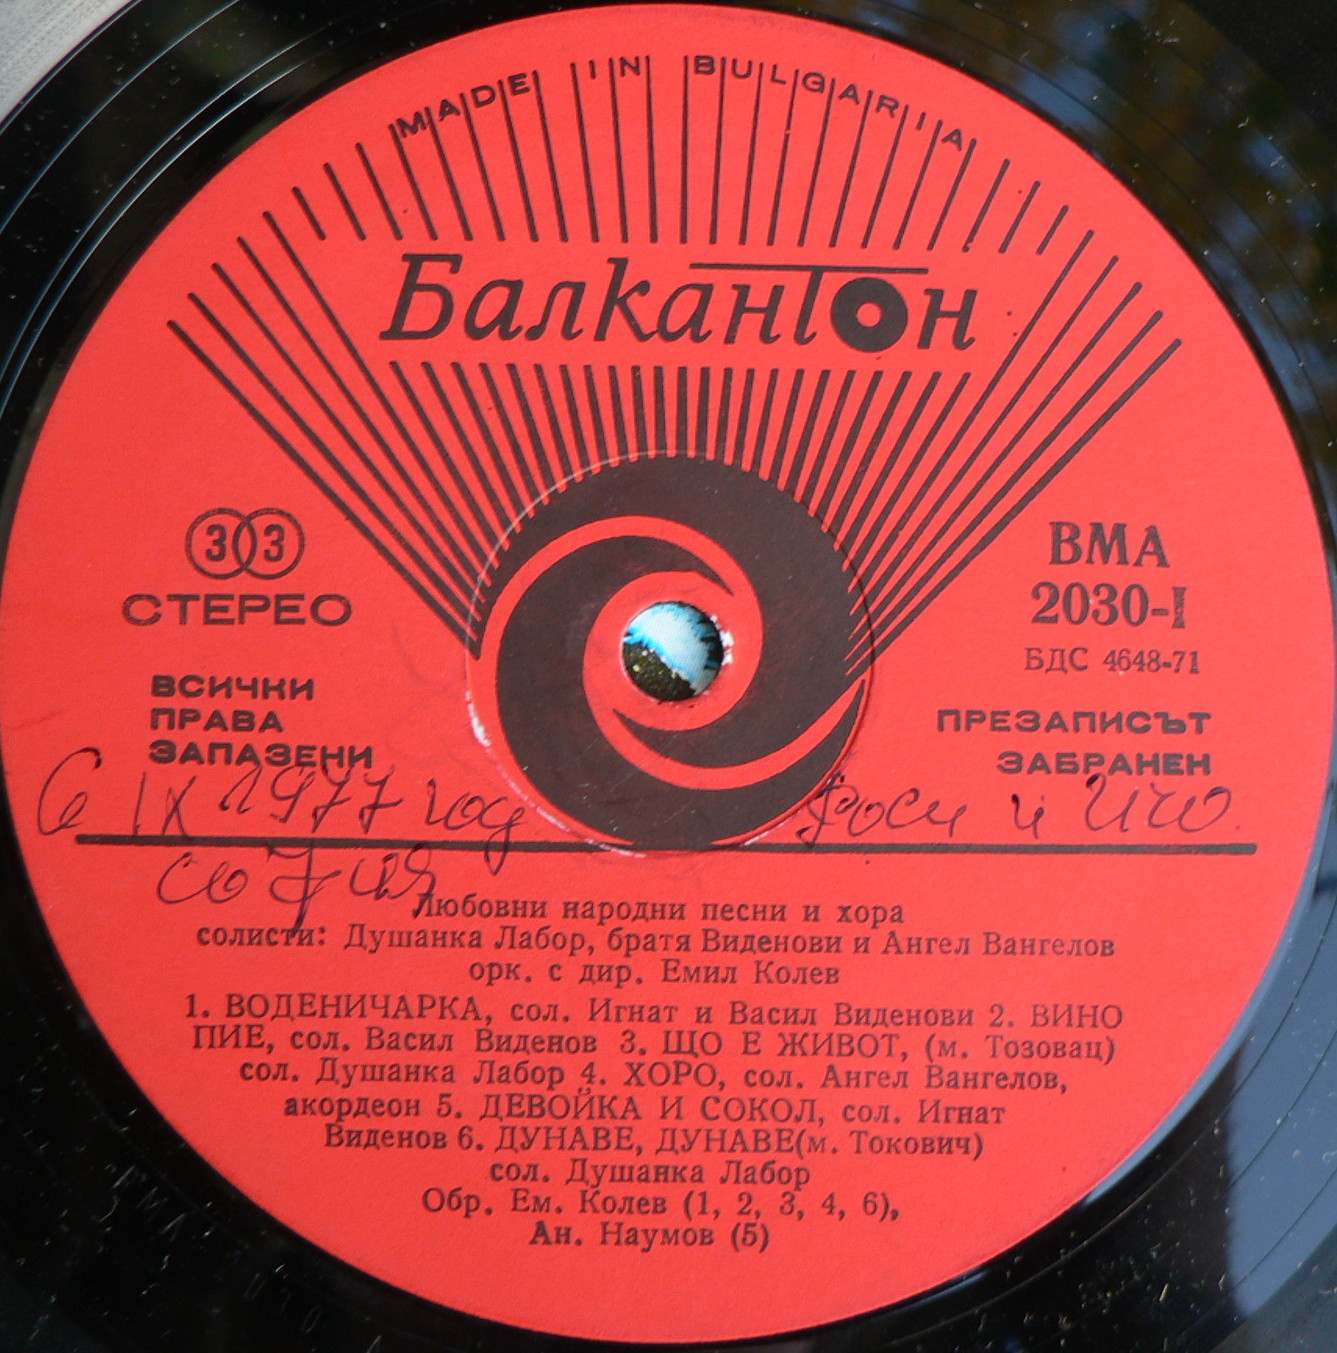 MADE IN BULGARIA
Балкантон
33
СТЕРЕО
ВМА
2030-I
БДС 4648-71
ВСИЧКИ
ПРАВА
ЗАПАЗЕНИ
ПРЕЗАПИСЪТ
ЗАБРАНЕН
6 IX 1977 год
София
Фоси и Ичо
Любовни народни песни и хора
солисти: Душанка Лабор, братя Виденови и Ангел Вангелов
орк. с дир. Емил Колев
1. ВОДЕНИЧАРКА, сол. Игнат и Васил Виденови 2. ВИНО
ПИЕ, сол. Васил Виденов 3. ЩО Е ЖИВОТ, (м. Тозовац)
сол. Душанка Лабор 4. ХОРО, сол. Ангел Вангелов,
акордеон 5. ДЕВОЙКА И СОКОЛ, сол. Игнат
Виденов 6. ДУНАВЕ, ДУНАВЕ(м. Токович)
сол. Душанка Лабор
Обр. Ем. Колев (1, 2, 3, 4, 6),
Ан. Наумов (5)